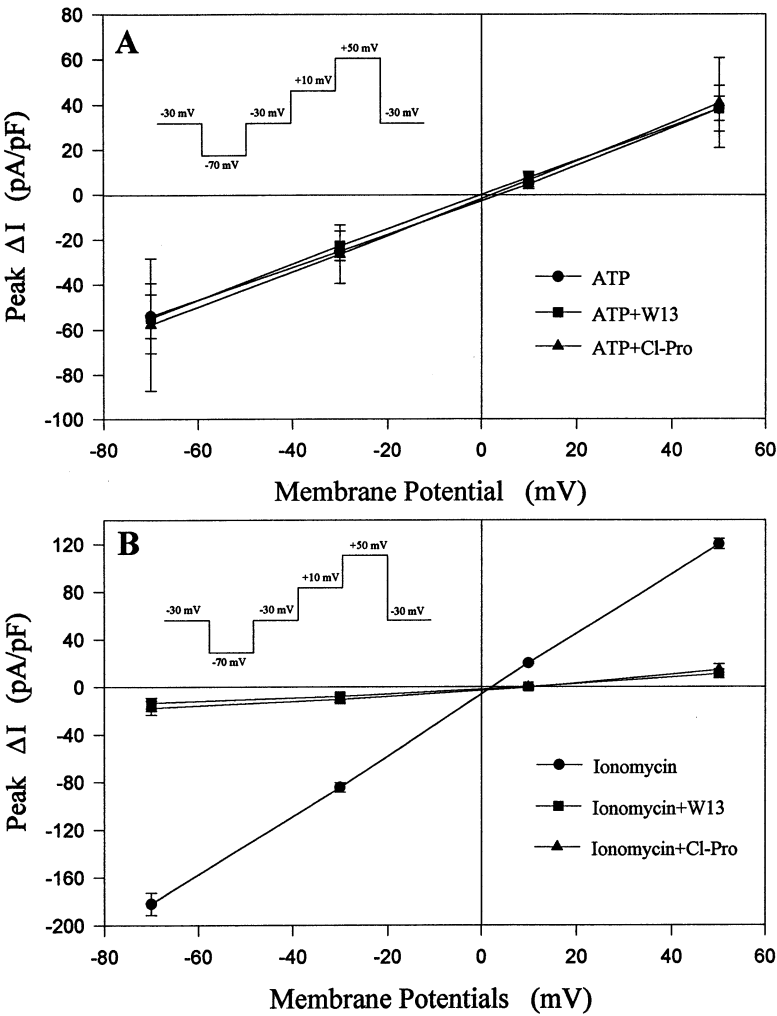 A
+50 mV
+10 mV
-30 mV
-30 mV
-30 mV
-70 mV
80
60
40
20
0
-20
-40
-60
-80
-100
Peak ΔI (pA/pF)
ATP
ATP+W13
ATP+Cl-Pro
-80
-60
-40
-20
0
20
40
60
Membrane Potential (mV)
B
+50 mV
+10 mV
-30 mV
-30 mV
-30 mV
-70 mV
120
80
40
0
-40
-80
-120
-160
-200
Peak ΔI (pA/pF)
Ionomycin
Ionomycin+W13
Ionomycin+Cl-Pro
-80
-60
-40
-20
0
20
40
60
Membrane Potentials (mV)